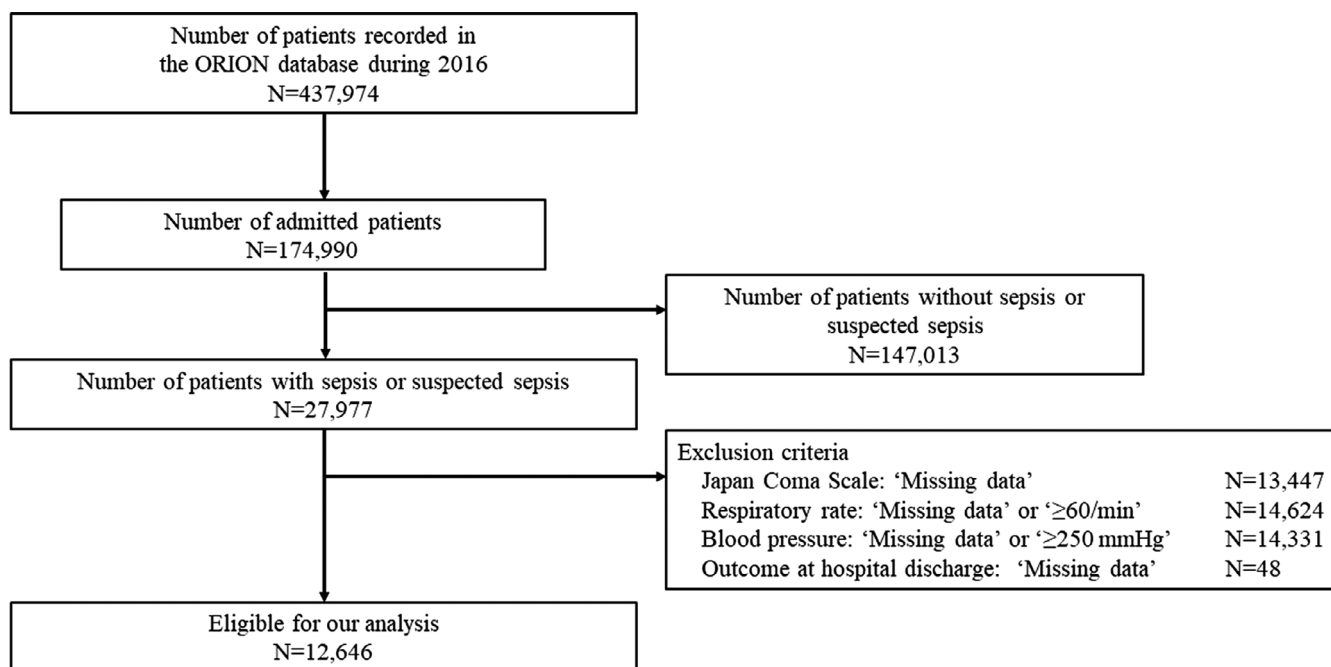 Number of patients recorded in
the ORION database during 2016
N=437,974
Number of admitted patients
N=174,990
Number of patients without sepsis or
suspected sepsis
N=147,013
Number of patients with sepsis or suspected sepsis
N=27,977
Exclusion criteria
Japan Coma Scale: ‘Missing data’ N=13,447
Respiratory rate: ‘Missing data’ or ‘≥60/min’ N=14,624
Blood pressure: ‘Missing data’ or ‘≥250 mmHg’ N=14,331
Outcome at hospital discharge: ‘Missing data’ N=48
Eligible for our analysis
N=12,646